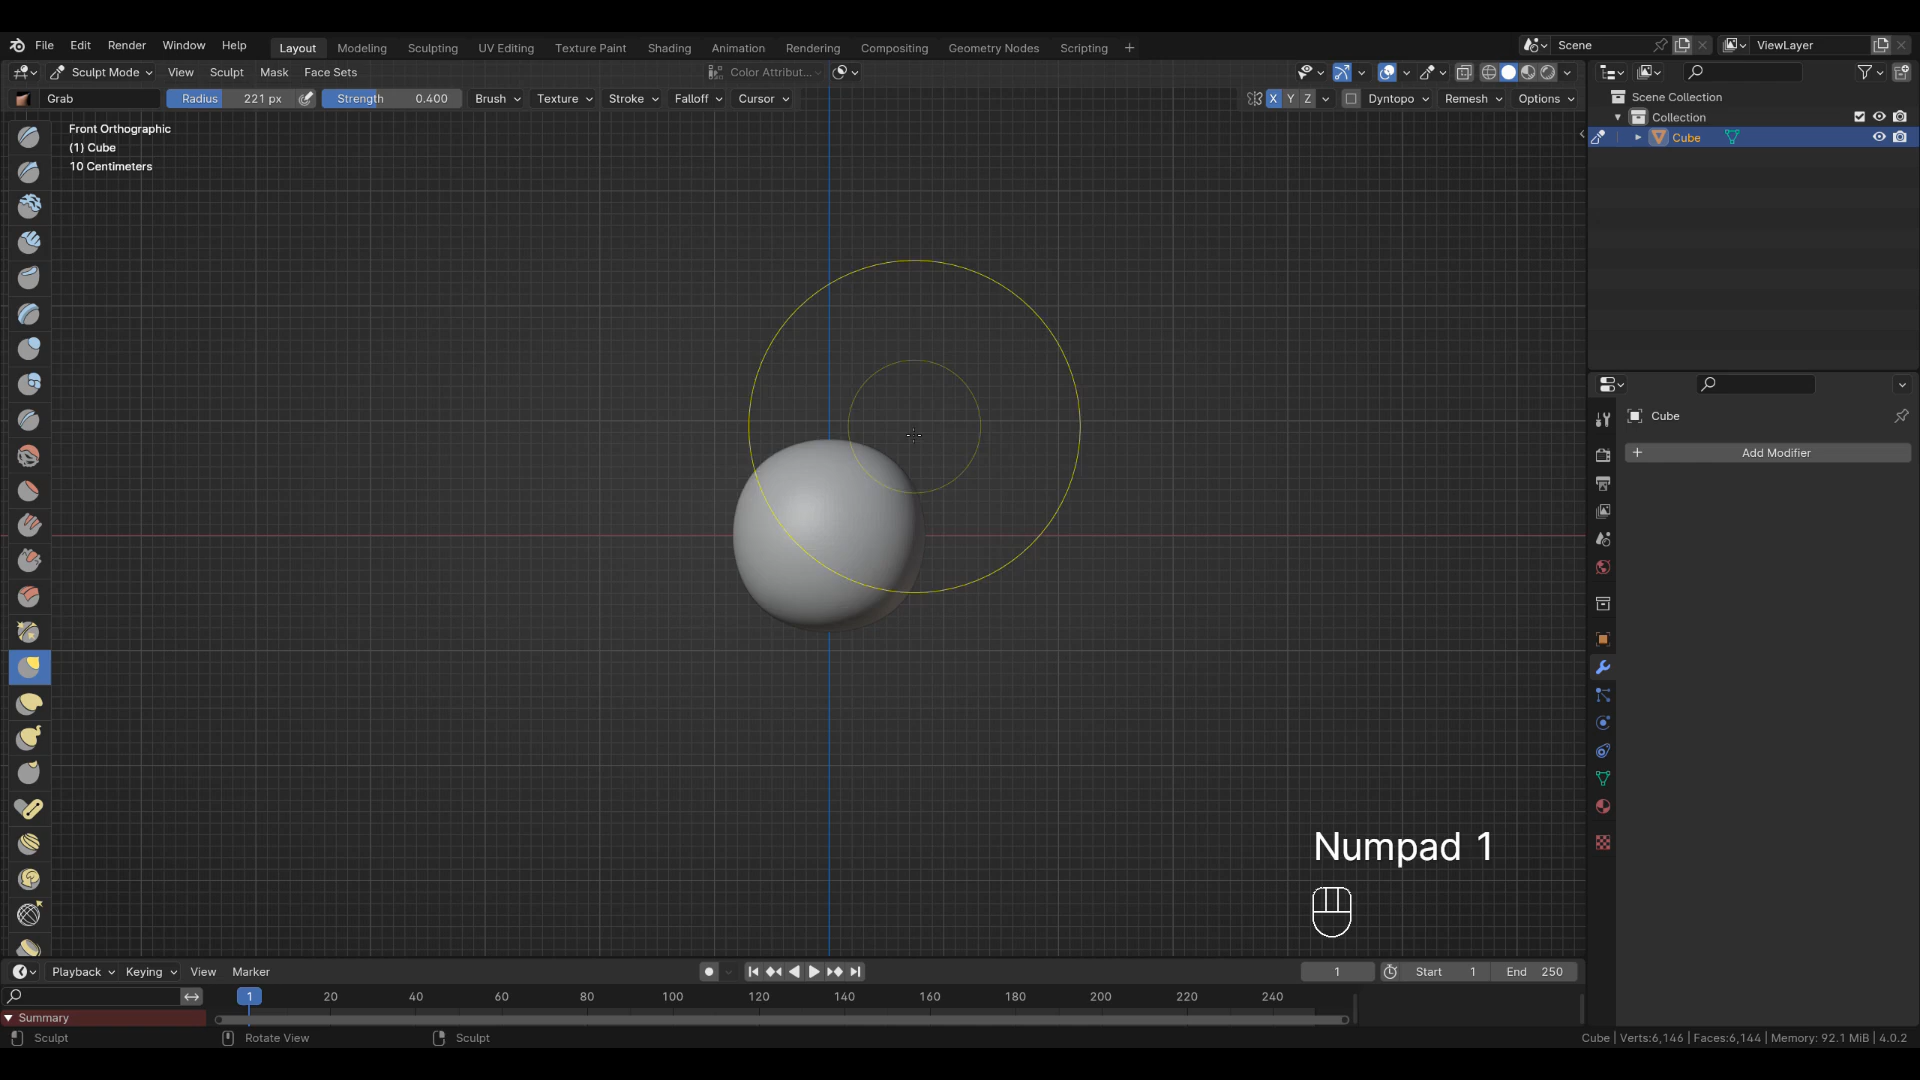 File Edit Render Window Help Layout Modeling Sculpting UV Editing Texture Paint Shading Animation Rendering Compositing Geometry Nodes Scripting + Scene ViewLayer
Sculpt Mode View Sculpt Mask Face Sets Color Attribut...
Grab Radius 221 px Strength 0.400 Brush Texture Stroke Falloff Cursor X Y Z Dyntopo Remesh Options
Scene Collection
Collection
Cube
Front Orthographic
(1) Cube
10 Centimeters
Cube
+ Add Modifier
Numpad 1
Playback Keying View Marker 1 Start 1 End 250
1 20 40 60 80 100 120 140 160 180 200 220 240
Summary
Sculpt Rotate View Sculpt Cube | Verts:6,146 | Faces:6,144 | Memory: 92.1 MiB | 4.0.2